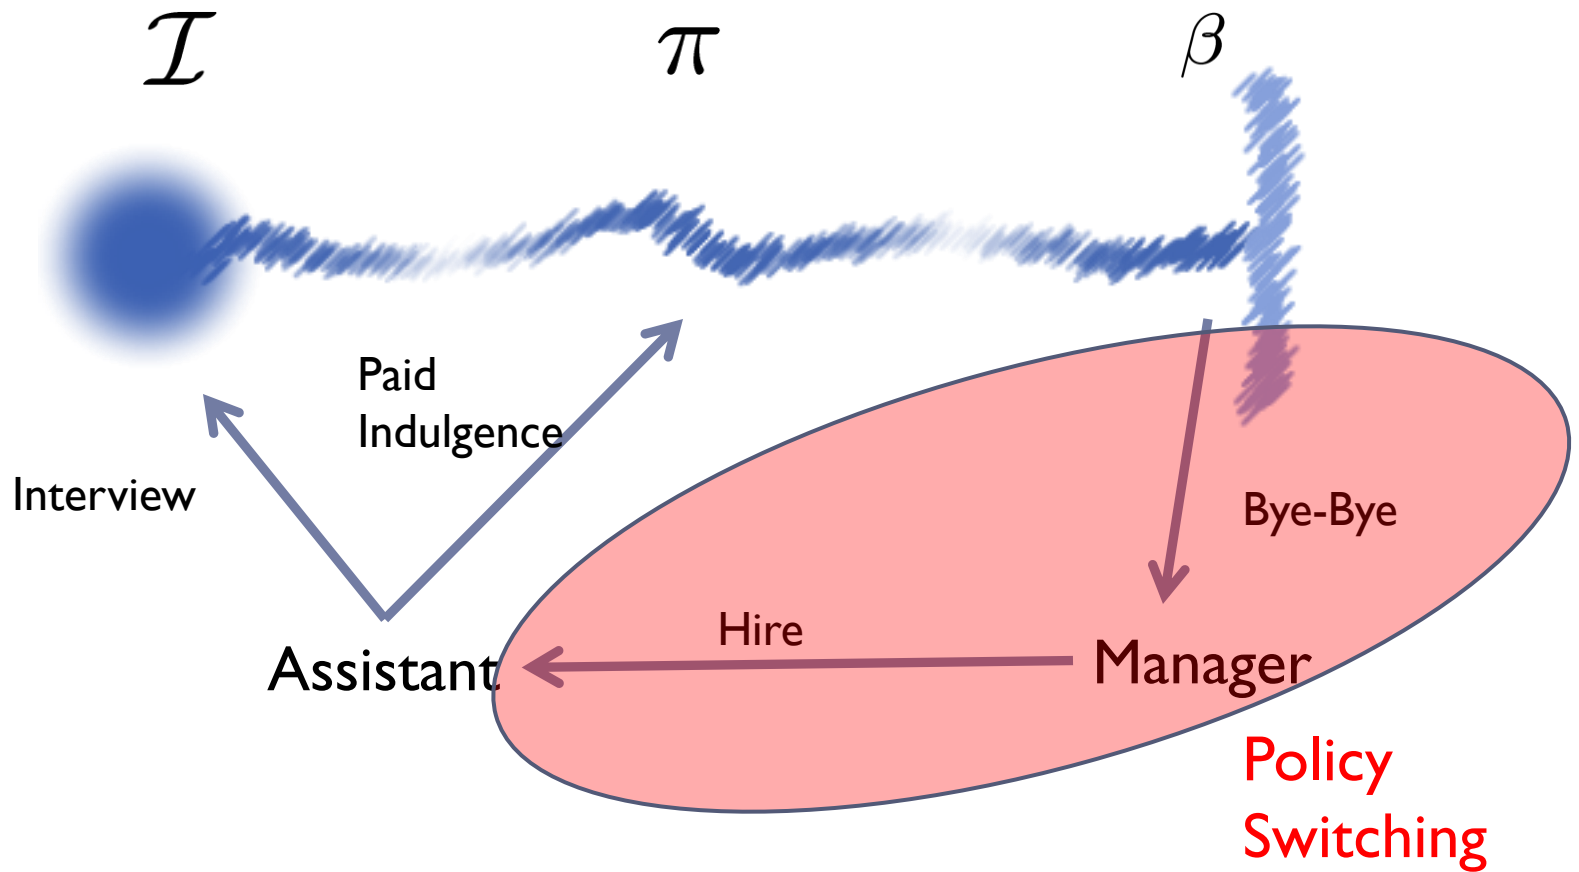 ℐ π β
Paid
Indulgence
Interview
Bye-Bye
Hire
Assistant
Manager
Policy
Switching